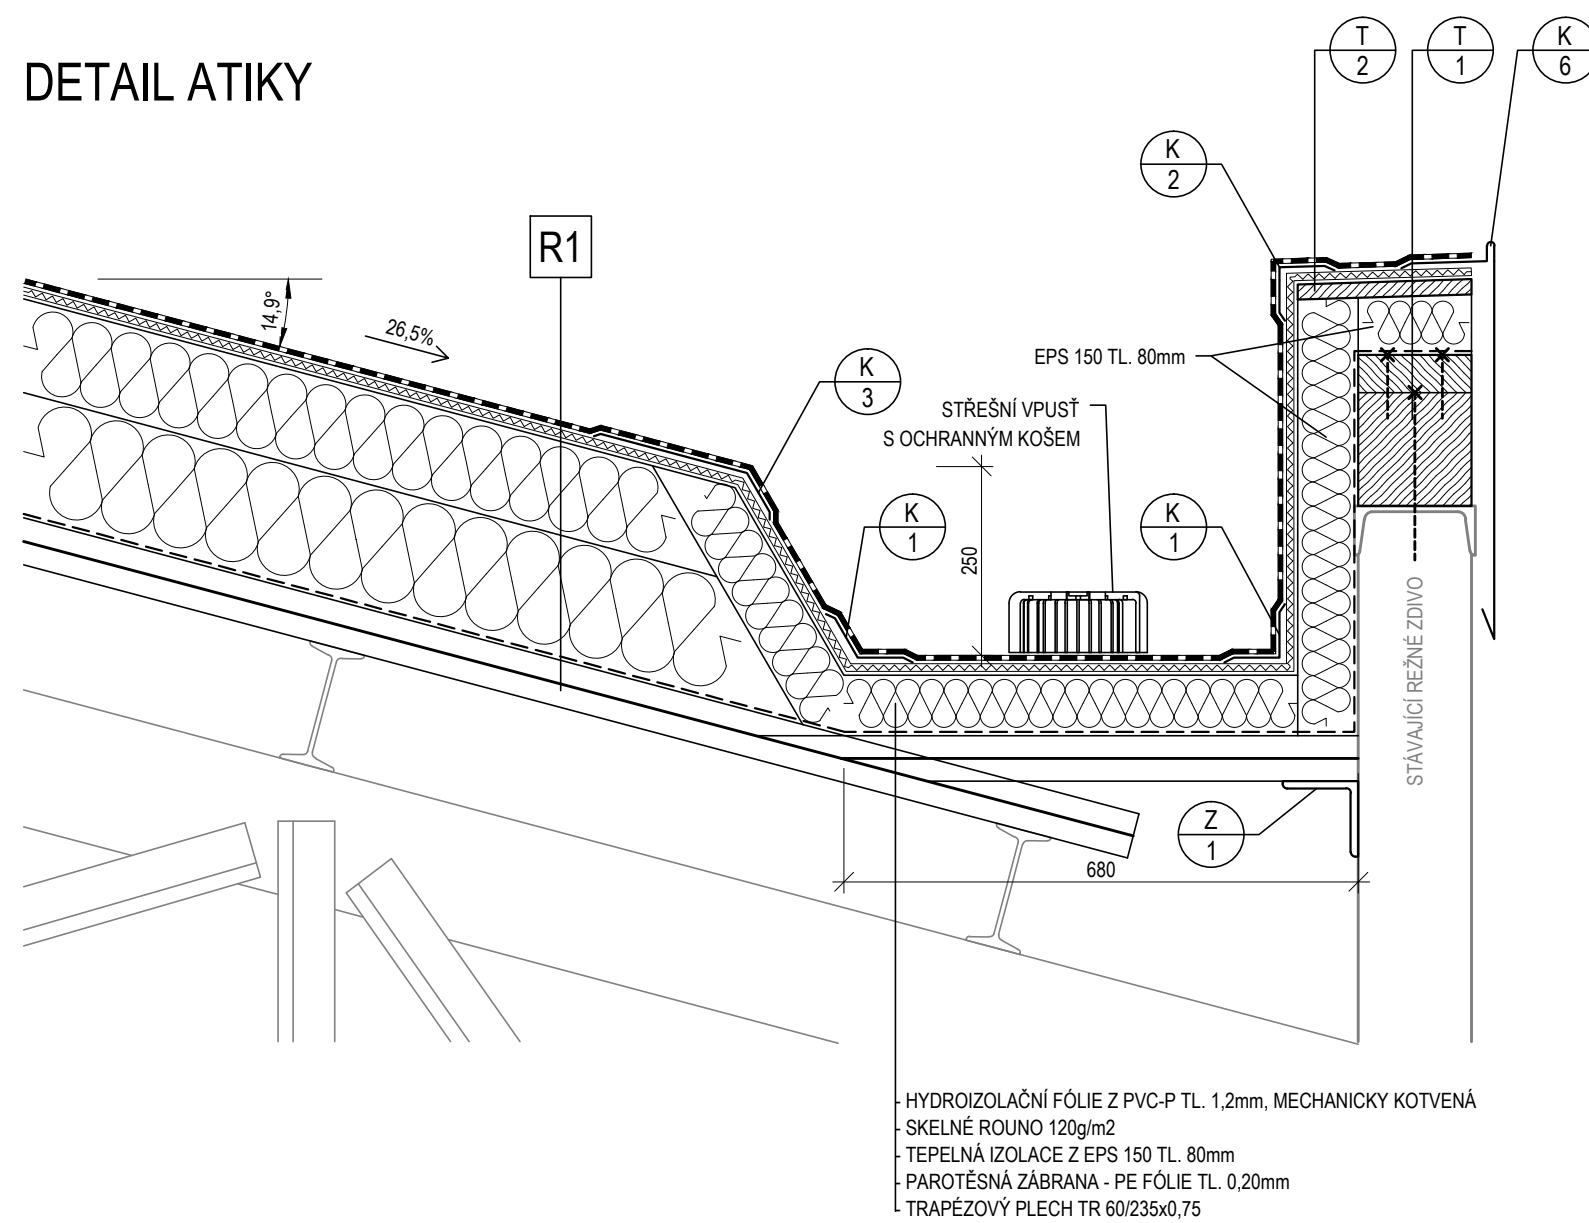 DETAIL ATIKY
T
2
T
1
K
6
K
2
R1
14,9°
26,5%
EPS 150 TL. 80mm
K
3
STŘEŠNÍ VPUSŤ
S OCHRANNÝM KOŠEM
K
1
K
1
250
STÁVAJÍCÍ REŽNÉ ZDIVO
Z
1
680
- HYDROIZOLAČNÍ FÓLIE Z PVC-P TL. 1,2mm, MECHANICKY KOTVENÁ
- SKELNÉ ROUNO 120g/m2
- TEPELNÁ IZOLACE Z EPS 150 TL. 80mm
- PAROTĚSNÁ ZÁBRANA - PE FÓLIE TL. 0,20mm
- TRAPÉZOVÝ PLECH TR 60/235x0,75